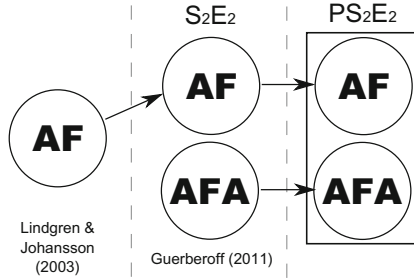 S₂E₂
PS₂E₂
AF
AF
AF
AFA
AFA
Lindgren &
Johansson
(2003)
Guerberoff (2011)